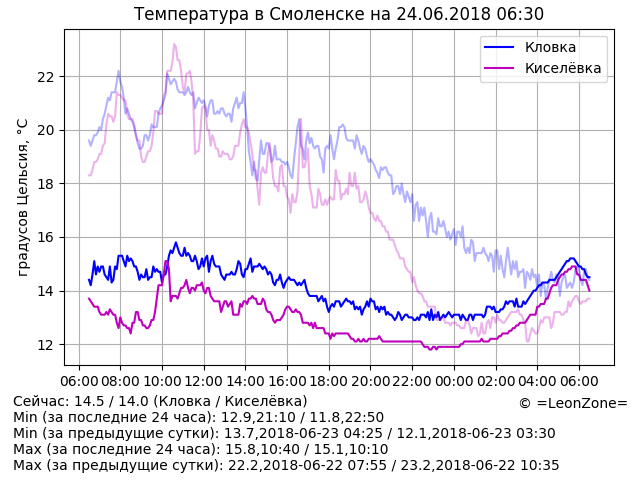 Температура в Смоленске на 24.06.2018 06:30
Кловка
Киселёвка
градусов Цельсия, °C
22
20
18
16
14
12
06:00 08:00 10:00 12:00 14:00 16:00 18:00 20:00 22:00 00:00 02:00 04:00 06:00
Сейчас: 14.5 / 14.0 (Кловка / Киселёвка)
© =LeonZone=
Min (за последние 24 часа): 12.9,21:10 / 11.8,22:50
Min (за предыдущие сутки): 13.7,2018-06-23 04:25 / 12.1,2018-06-23 03:30
Max (за последние 24 часа): 15.8,10:40 / 15.1,10:10
Max (за предыдущие сутки): 22.2,2018-06-22 07:55 / 23.2,2018-06-22 10:35